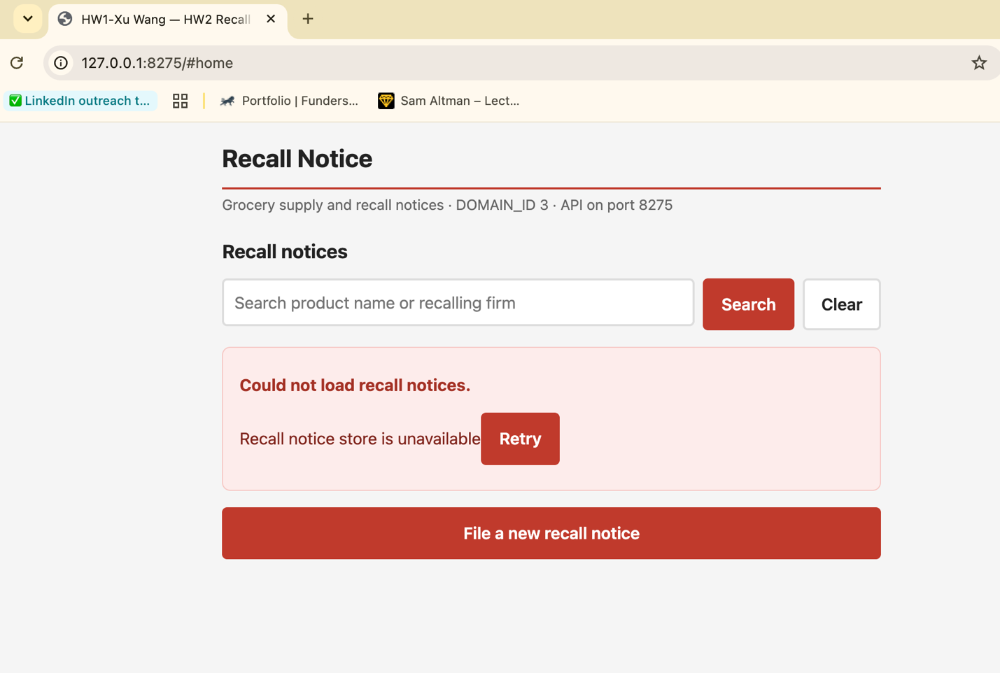 HW1-Xu Wang — HW2 Recall
127.0.0.1:8275/#home
LinkedIn outreach t...
Portfolio | Funders...
Sam Altman – Lect...
Recall Notice
Grocery supply and recall notices · DOMAIN_ID 3 · API on port 8275
Recall notices
Search product name or recalling firm
Search
Clear
Could not load recall notices.
Recall notice store is unavailable
Retry
File a new recall notice